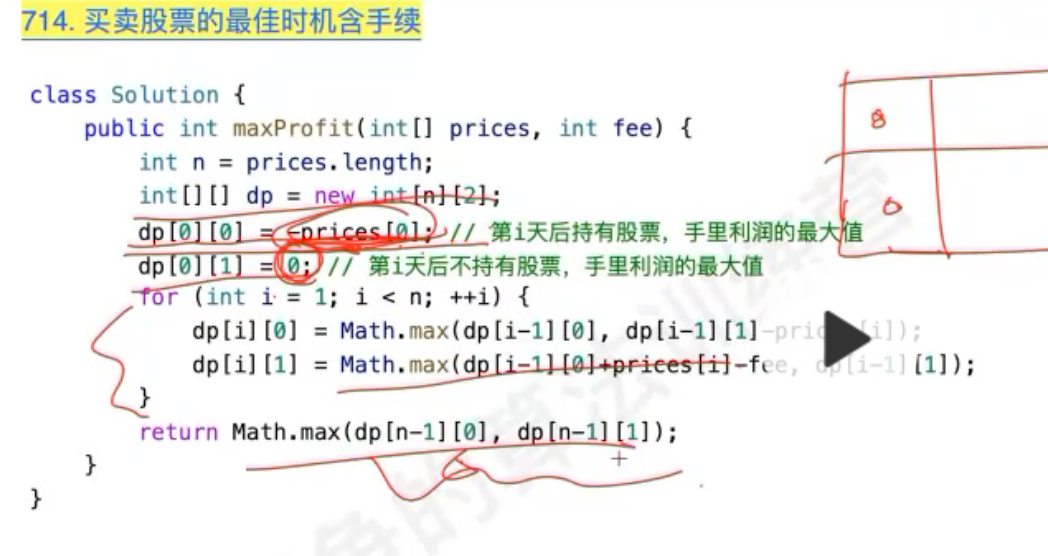 714. 买卖股票的最佳时机含手续
class Solution {
public int maxProfit(int[] prices, int fee) {
int n = prices.length;
int[][] dp = new int[n][2];
dp[0][0] = -prices[0]; // 第i天后持有股票，手里利润的最大值
dp[0][1] = 0; // 第i天后不持有股票，手里利润的最大值
for (int i = 1; i < n; ++i) {
dp[i][0] = Math.max(dp[i-1][0], dp[i-1][1]-pri [i]);
dp[i][1] = Math.max(dp[i-1][0]+prices[i]-fee, dp[i-1][1]);
}
return Math.max(dp[n-1][0], dp[n-1][1]);
}
}